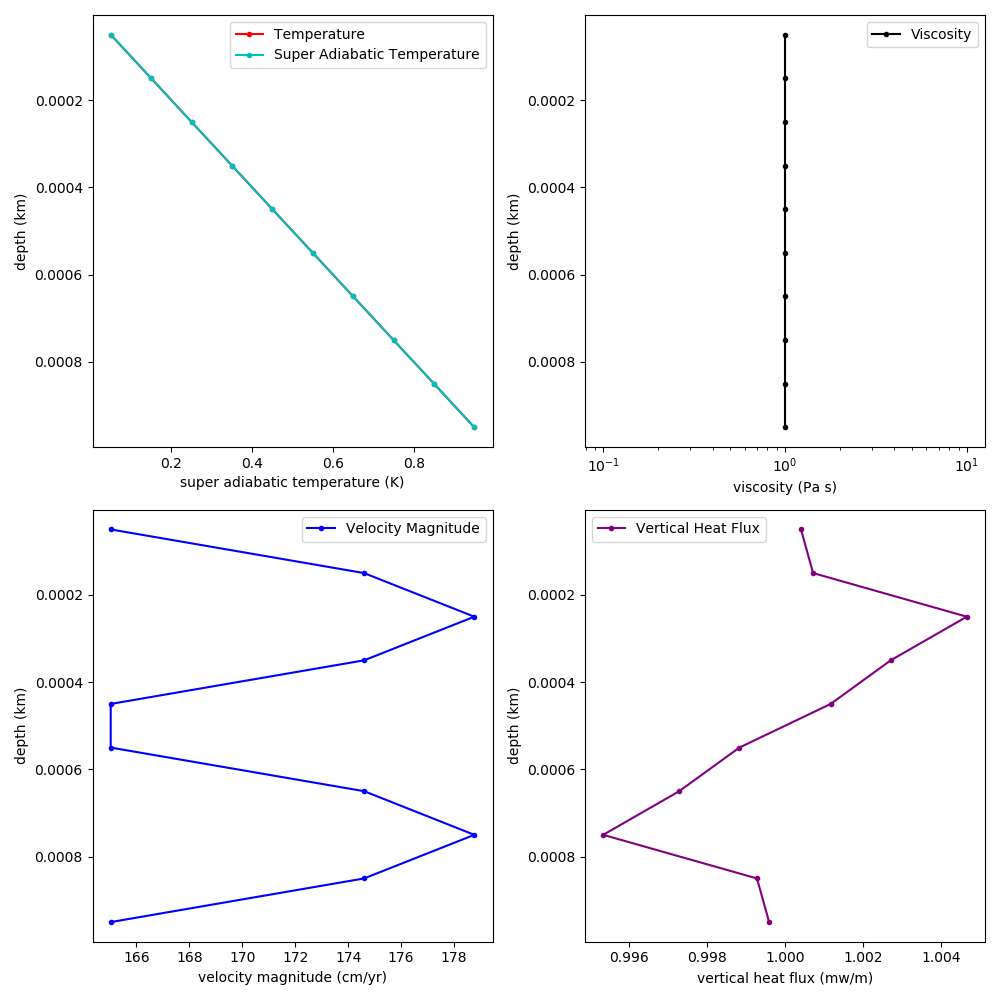 Temperature
Super Adiabatic Temperature
depth (km)
0.0002
0.0004
0.0006
0.0008
0.2 0.4 0.6 0.8
super adiabatic temperature (K)
Viscosity
depth (km)
0.0002
0.0004
0.0006
0.0008
10⁻¹ 10⁰ 10¹
viscosity (Pa s)
Velocity Magnitude
depth (km)
0.0002
0.0004
0.0006
0.0008
166 168 170 172 174 176 178
velocity magnitude (cm/yr)
Vertical Heat Flux
depth (km)
0.0002
0.0004
0.0006
0.0008
0.996 0.998 1.000 1.002 1.004
vertical heat flux (mw/m)